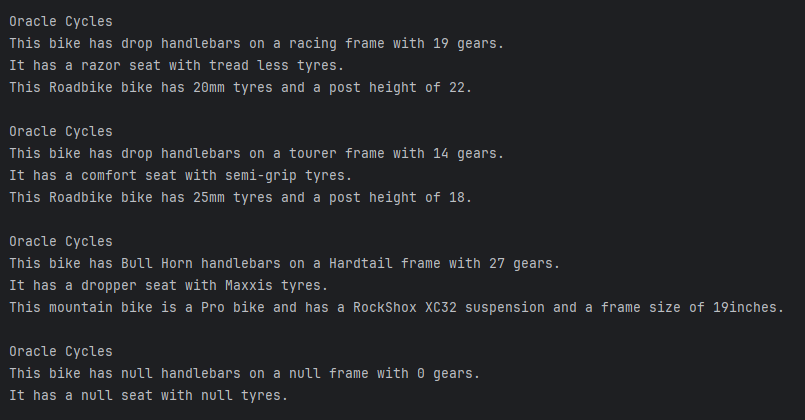 Oracle Cycles
This bike has drop handlebars on a racing frame with 19 gears.
It has a razor seat with tread less tyres.
This Roadbike bike has 20mm tyres and a post height of 22.
Oracle Cycles
This bike has drop handlebars on a tourer frame with 14 gears.
It has a comfort seat with semi-grip tyres.
This Roadbike bike has 25mm tyres and a post height of 18.
Oracle Cycles
This bike has Bull Horn handlebars on a Hardtail frame with 27 gears.
It has a dropper seat with Maxxis tyres.
This mountain bike is a Pro bike and has a RockShox XC32 suspension and a frame size of 19inches.
Oracle Cycles
This bike has null handlebars on a null frame with 0 gears.
It has a null seat with null tyres.